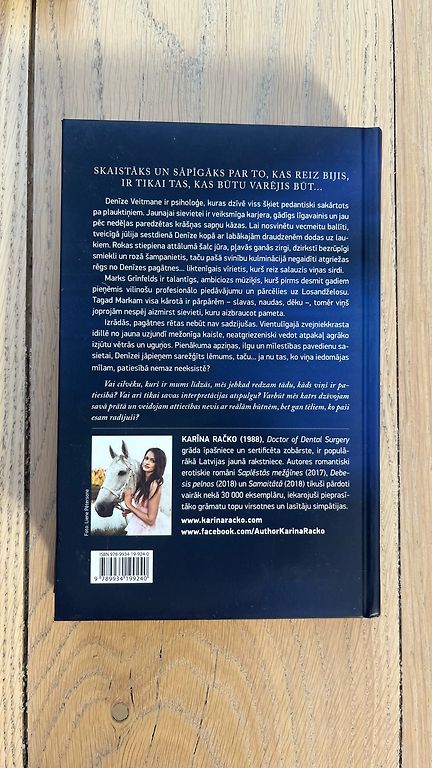 SKAISTĀKS UN SĀPĪGĀKS PAR TO, KAS REIZ BIJIS,
IR TIKAI TAS, KAS BŪTU VARĒJIS BŪT...
Denīze Veitmane ir psiholoģe, kuras dzīvē viss šķiet pedantiski sakārtots
pa plauktiņiem. Jaunajai sievietei ir veiksmīga karjera, gādīgs līgavainis un jau
pēc nedēļas paredzētas krāšņas sapņu kāzas. Lai nosvinētu vecmeitu ballīti,
tveicīgā jūlija sestdienā Denīze kopā ar labākajām draudzenēm dodas uz lau-
kiem. Rokas stiepiena attālumā šalc jūra, pļavās ganās zirgi, dzirkstī bezrūpīgi
smiekli un rozā šampanietis, taču pašā svinību kulminācijā negaidīti atgriežas
rēgs no Denīzes pagātnes... liktenīgais vīrietis, kurš reiz salauzis viņas sirdi.
Marks Grīnfelds ir talantīgs, ambiciozs mūziķis, kurš pirms desmit gadiem
pieņēmis vilinošu profesionālo piedāvājumu un pārcēlies uz Losandželosu.
Tagad Markam visa kārotā ir pārpārēm – slavas, naudas, dēku –, tomēr viņš
joprojām nespēj aizmirst sievieti, kuru aizbraucot pameta.
Izrādās, pagātnes rētas nebūt nav sadzijušas. Vientulīgajā zvejniekkrasta
idillē no jauna uzjundī mežonīga kaisle, neatgriezeniski vedot atpakaļ agrāko
izjūtu vētrās un ugunīs. Pienākuma apziņas, ilgu un mīlestības pavedienu sa-
sietai, Denīzei jāpieņem sarežģīts lēmums, taču... ja nu tas, ko viņa iedomājas
mīlam, patiesībā nemaz neeksistē?
Vai cilvēku, kurš ir mums līdzās, mēs jebkad redzam tādu, kāds viņš ir pa-
tiesībā? Vai arī tikai savas interpretācijas atspulgu? Varbūt mēs katrs dzīvojam
savā prātā un veidojam attiecības nevis ar reālām būtnēm, bet gan tēliem, ko paši
esam radījuši?
KARĪNA RAČKO (1988), Doctor of Dental Surgery
grāda īpašniece un sertificēta zobārste, ir populā-
rākā Latvijas jaunā rakstniece. Autores romantiski
erotiskie romāni Saplēstās mežģīnes (2017), Debe-
sis pelnos (2018) un Samaitātā (2018) tikuši pārdoti
vairāk nekā 30 000 eksemplāru, iekarojuši pieprasī-
tāko grāmatu topu virsotnes un lasītāju simpātijas.
www.karinaracko.com
www.facebook.com/AuthorKarinaRacko
Foto: Liene Pētersone
ISBN 978-9934-19-924-0
9 789934 199240